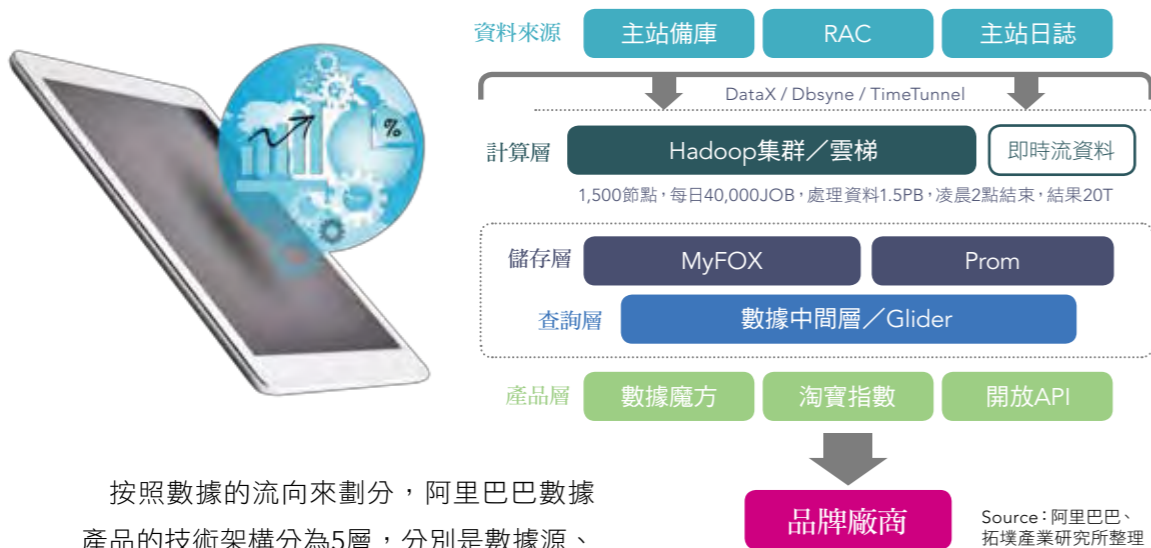 資料來源 主站備庫 RAC 主站日誌
DataX / Dbsyne / TimeTunnel
計算層 Hadoop集群／雲梯 即時流資料
1,500節點，每日40,000JOB，處理資料1.5PB，凌晨2點結束，結果20T
儲存層 MyFOX Prom
查詢層 數據中間層／Glider
產品層 數據魔方 淘寶指數 開放API
品牌廠商
Source：阿里巴巴、
拓墣產業研究所整理
%
按照數據的流向來劃分，阿里巴巴數據
產品的技術架構分為5層，分別是數據源、